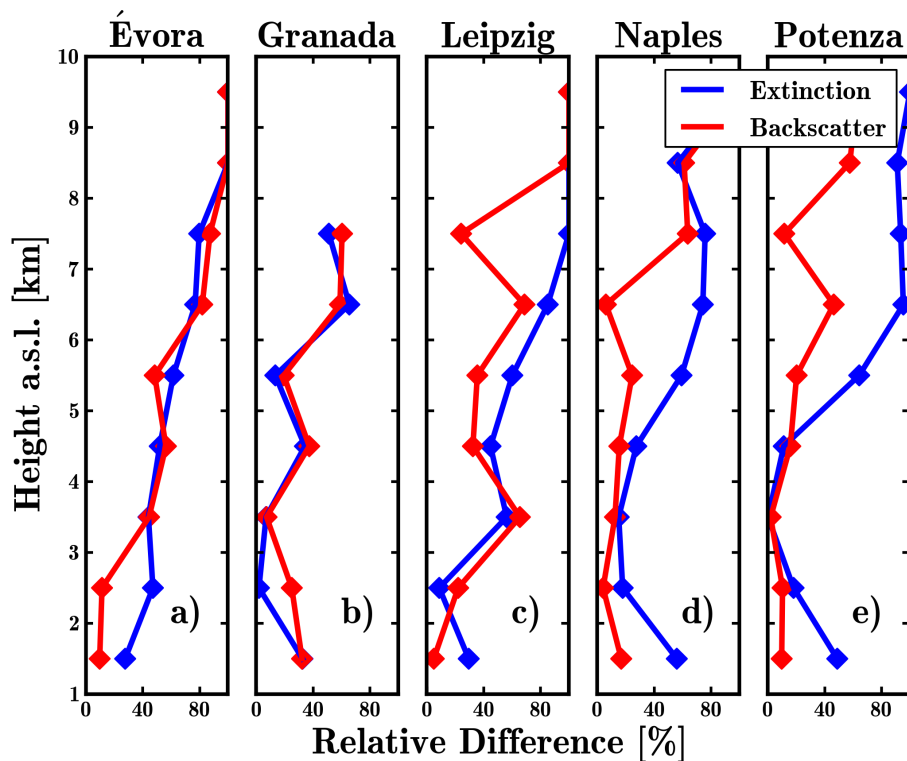 Évora Granada Leipzig Naples Potenza
10
Extinction
Backscatter
9
8
7
6
5
4
3
2
1
a) b) c) d) e)
0 40 80 0 40 80 0 40 80 0 40 80 0 40 80
Height a.s.l. [km]
Relative Difference [%]